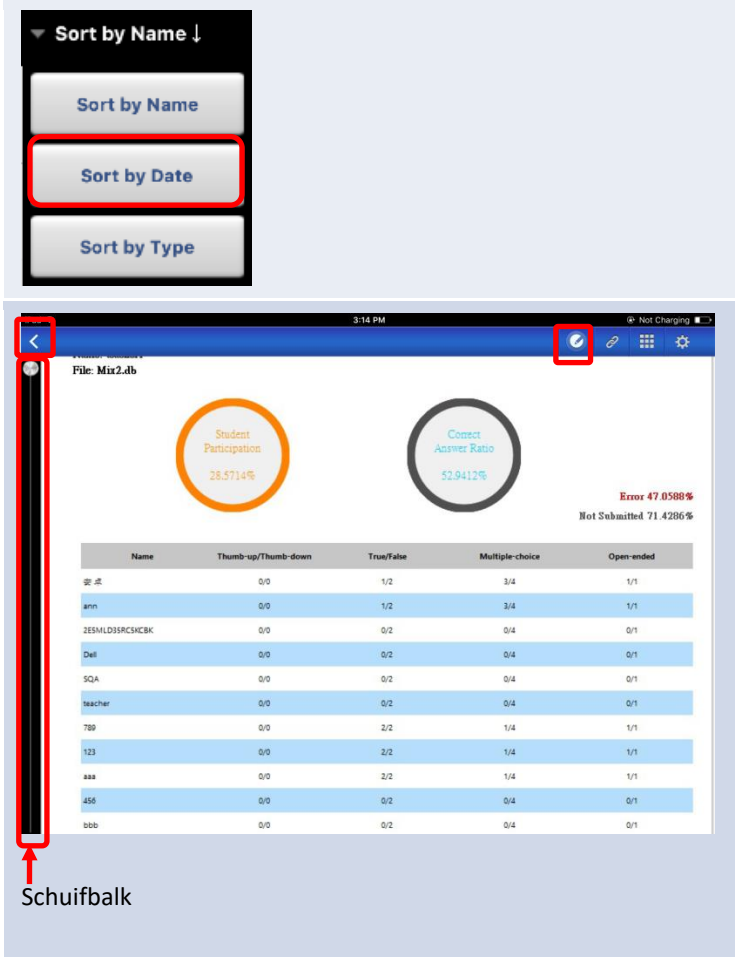 Sort by Name ↓
Sort by Name
Sort by Date
Sort by Type
3:14 PM
Not Charging
File: Mix2.db
Student
Participation
28.5714%
Correct
Answer Ratio
52.9412%
Error 47.0588%
Not Submitted 71.4286%
Name Thumb-up/Thumb-down True/False Multiple-choice Open-ended
0/0 1/2 3/4 1/1
ann 0/0 1/2 3/4 1/1
2ESMLD3SRCSKCBK 0/0 0/2 0/4 0/1
Dell 0/0 0/2 0/4 0/1
SQA 0/0 0/2 0/4 0/1
teacher 0/0 0/2 0/4 0/1
789 0/0 2/2 1/4 1/1
123 0/0 2/2 1/4 1/1
aaa 0/0 2/2 1/4 1/1
456 0/0 0/2 0/4 0/1
bbb 0/0 0/2 0/4 0/1
Schuifbalk